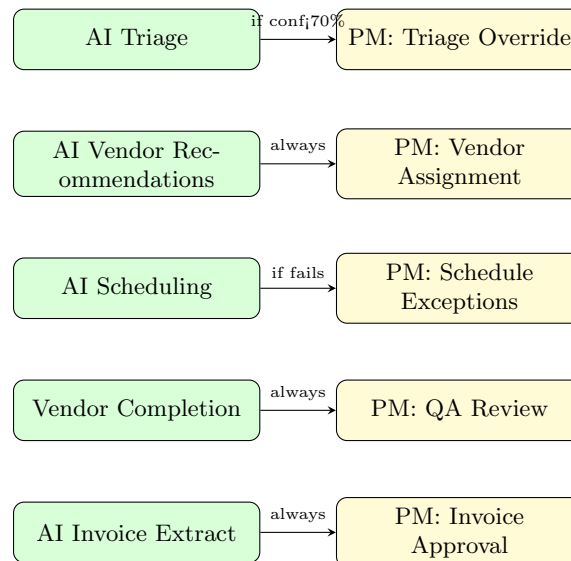 AI Triage
if conf¡70%
PM: Triage Override
AI Vendor Rec-
ommendations
always
PM: Vendor
Assignment
AI Scheduling
if fails
PM: Schedule
Exceptions
Vendor Completion
always
PM: QA Review
AI Invoice Extract
always
PM: Invoice
Approval